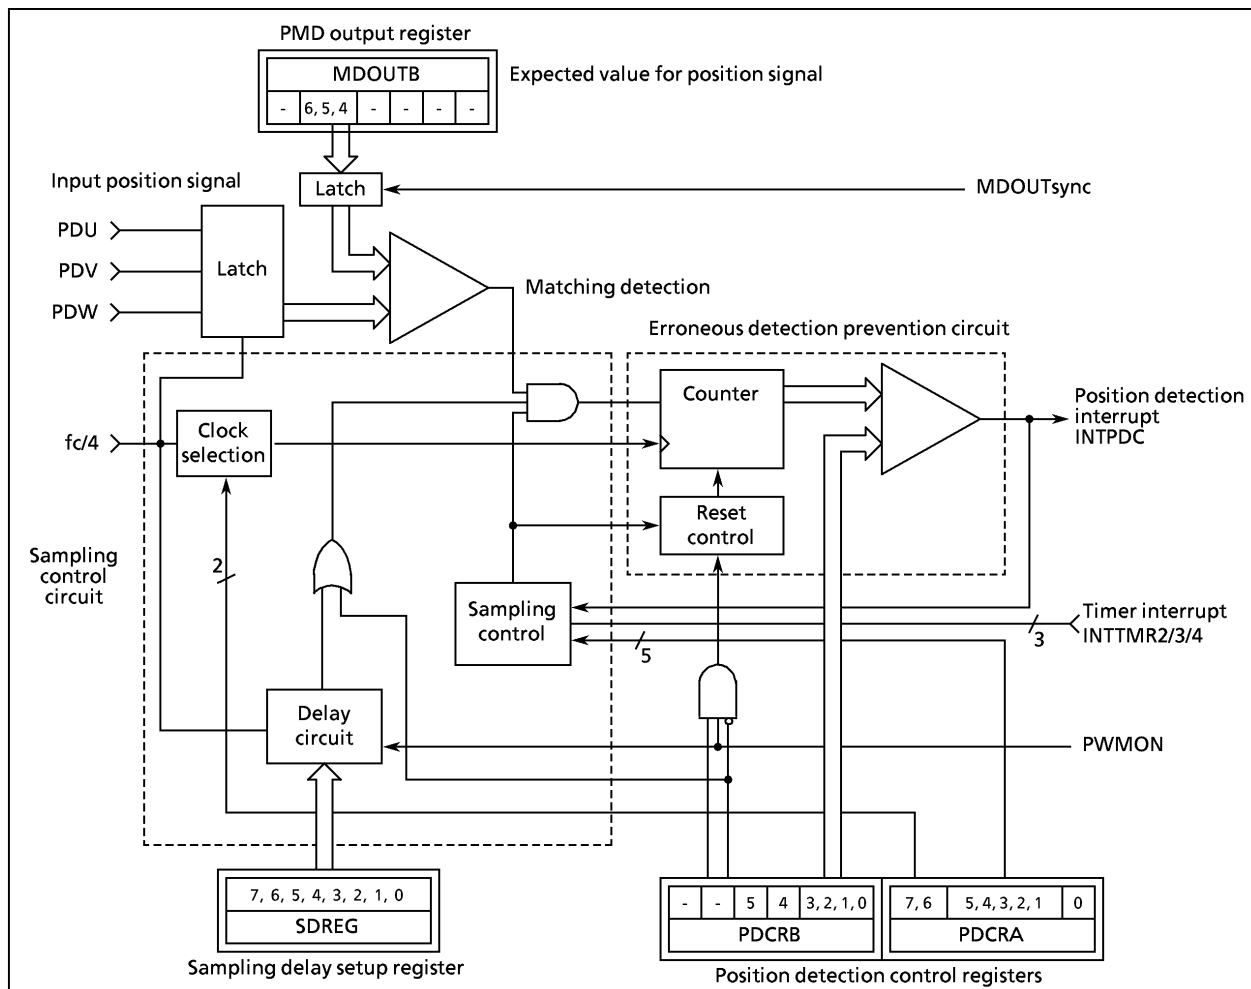 PMD output register
MDOUTB
Expected value for position signal
- 6, 5, 4 - - - -
Input position signal
Latch
MDOUTsync
PDU
PDV
Latch
PDW
Matching detection
Erroneous detection prevention circuit
Counter
Position detection
interrupt
INTPDC
fc/4
Clock
selection
Reset
control
Sampling
control
circuit
2
Sampling
control
Timer interrupt
INTTMR2/3/4
3
5
Delay
circuit
PWMON
7, 6, 5, 4, 3, 2, 1, 0
SDREG
Sampling delay setup register
- - 5 4 3, 2, 1, 0 7, 6 5, 4, 3, 2, 1 0
PDCRB PDCRA
Position detection control registers